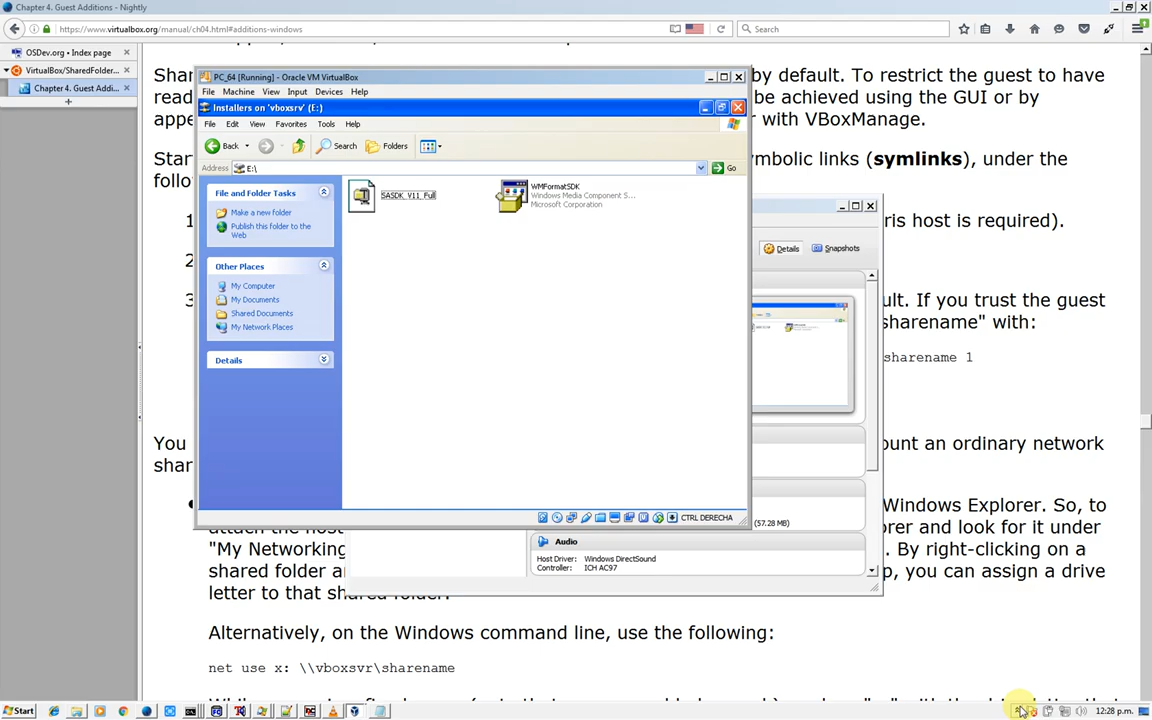 Chapter 4. Guest Additions - Nightly
https://www.virtualbox.org/manual/ch04.html#additions-windows
Search
OSDev.org • Index page
VirtualBox/SharedFolder...
Chapter 4. Guest Additi...
Shar
by default. To restrict the guest to have
read
be achieved using the GUI or by
appe
r with VBoxManage.
Star
ymbolic links (symlinks), under the
follo
1
ris host is required).
2
3
ult. If you trust the guest
sharename" with:
sharename 1
You
ount an ordinary network
shar
PC_64 [Running] - Oracle VM VirtualBox
File Machine View Input Devices Help
Installers on 'vboxsrv' (E:)
File Edit View Favorites Tools Help
Back Search Folders
Address E:\ Go
File and Folder Tasks
Make a new folder
Publish this folder to the
Web
Other Places
My Computer
My Documents
Shared Documents
My Network Places
Details
SASDK_V11_Full
WMFormatSDK
Windows Media Component S...
Microsoft Corporation
CTRL DERECHA
Details Snapshots
(57.28 MB)
Audio
Host Driver: Windows DirectSound
Controller: ICH AC97
Windows Explorer. So, to
attach the host
orer and look for it under
"My Networking
. By right-clicking on a
shared folder an
p, you can assign a drive
letter to that shared folder.
Alternatively, on the Windows command line, use the following:
net use x: \\vboxsvr\sharename
Start
12:28 p.m.